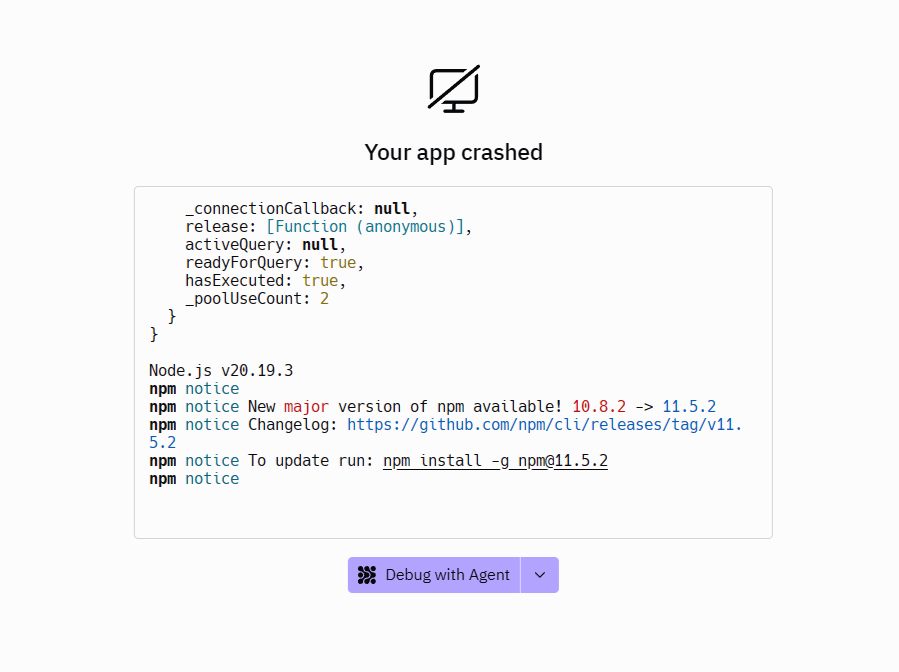 Your app crashed
_connectionCallback: null,
release: [Function (anonymous)],
activeQuery: null,
readyForQuery: true,
hasExecuted: true,
_poolUseCount: 2
}
}
Node.js v20.19.3
npm notice
npm notice New major version of npm available! 10.8.2 -> 11.5.2
npm notice Changelog: https://github.com/npm/cli/releases/tag/v11.
5.2
npm notice To update run: npm install -g npm@11.5.2
npm notice
Debug with Agent